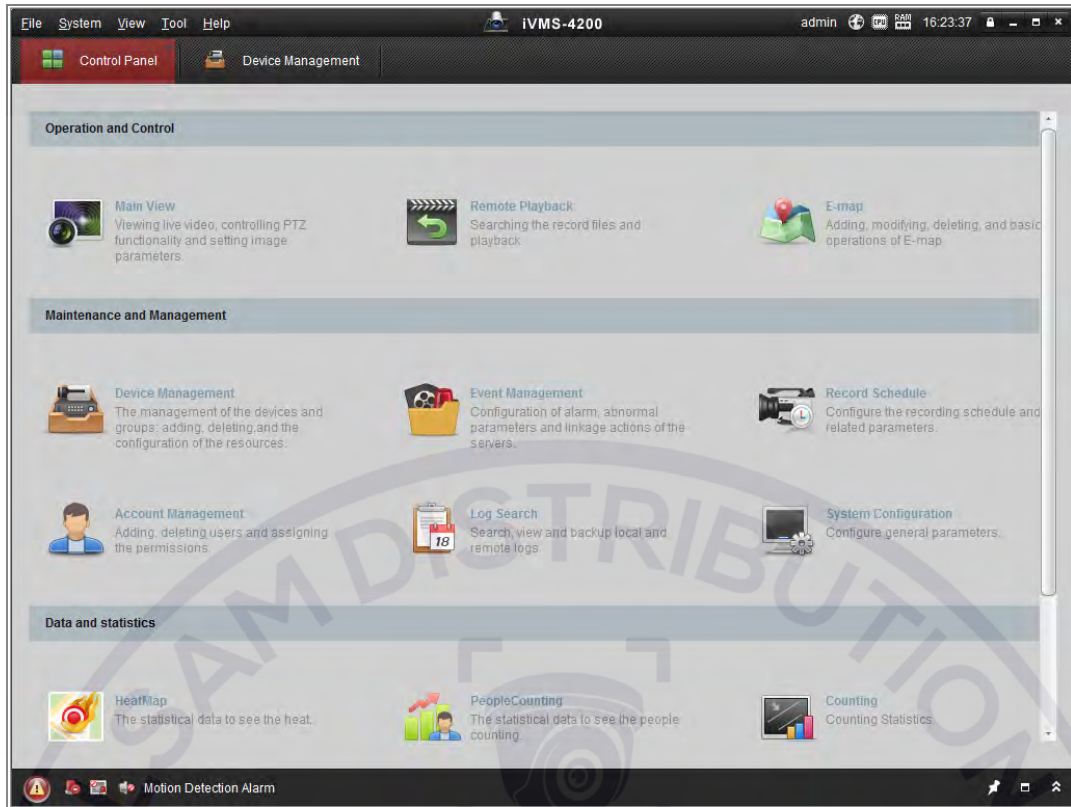 File System View Tool Help iVMS-4200 admin CPU RAM 16:23:37
Control Panel Device Management
Operation and Control
Main View
Viewing live video, controlling PTZ
functionality and setting image
parameters.
Remote Playback
Searching the record files and
playback.
E-map
Adding, modifying, deleting, and basic
operations of E-map.
Maintenance and Management
Device Management
The management of the devices and
groups: adding, deleting,and the
configuration of the resources.
Event Management
Configuration of alarm, abnormal
parameters and linkage actions of the
servers.
Record Schedule
Configure the recording schedule and
related parameters.
Account Management
Adding, deleting users and assigning
the permissions.
Log Search
Search, view and backup local and
remote logs.
18
System Configuration
Configure general parameters.
Data and statistics
HeatMap
The statistical data to see the heat.
PeopleCounting
The statistical data to see the people
counting.
Counting
Counting Statistics
Motion Detection Alarm
SAM DISTRIBUTION